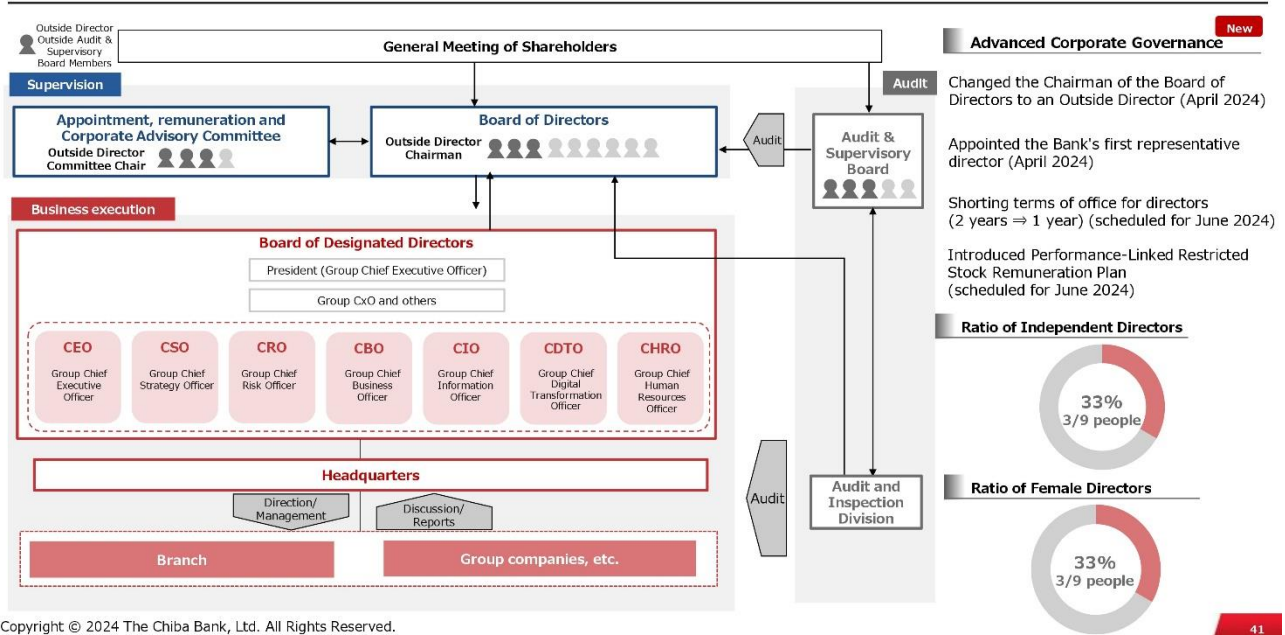 Outside Director
Outside Audit &
Supervisory
Board Members
General Meeting of Shareholders
New
Advanced Corporate Governance
Supervision
Audit
Appointment, remuneration and
Corporate Advisory Committee
Outside Director
Committee Chair
Board of Directors
Outside Director
Chairman
Audit
Audit &
Supervisory
Board
Changed the Chairman of the Board of
Directors to an Outside Director (April 2024)
Appointed the Bank's first representative
director (April 2024)
Shorting terms of office for directors
(2 years ⇒ 1 year) (scheduled for June 2024)
Introduced Performance-Linked Restricted
Stock Remuneration Plan
(scheduled for June 2024)
Business execution
Board of Designated Directors
President (Group Chief Executive Officer)
Group CxO and others
CEO
Group Chief
Executive
Officer
CSO
Group Chief
Strategy Officer
CRO
Group Chief
Risk Officer
CBO
Group Chief
Business
Officer
CIO
Group Chief
Information
Officer
CDTO
Group Chief
Digital
Transformation
Officer
CHRO
Group Chief
Human
Resources
Officer
Ratio of Independent Directors
33%
3/9 people
Headquarters
Direction/
Management
Discussion/
Reports
Audit
Audit and
Inspection
Division
Ratio of Female Directors
33%
3/9 people
Branch
Group companies, etc.
Copyright © 2024 The Chiba Bank, Ltd. All Rights Reserved.
41